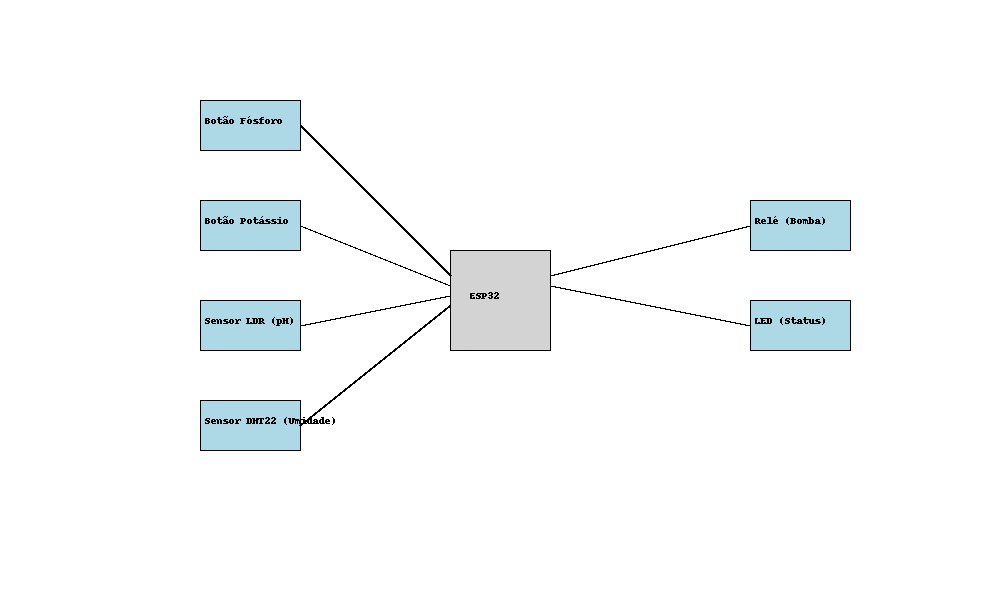 Botão Fósforo
Botão Potássio
Relé (Bomba)
ESP32
Sensor LDR (pH)
LED (Status)
Sensor DHT22 (Umidade)